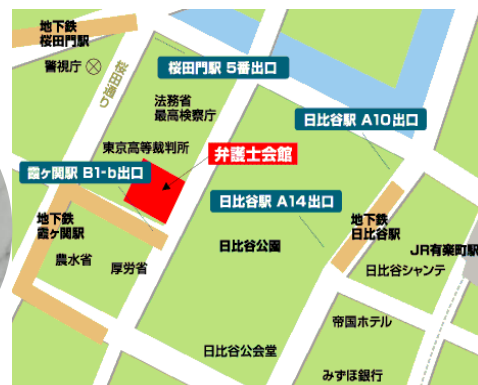 地下鉄
桜田門駅
警視庁
桜田通り
桜田門駅 5番出口
法務省
最高検察庁
日比谷駅 A10出口
東京高等裁判所
弁護士会館
霞ヶ関駅 B1-b出口
日比谷駅 A14出口
地下鉄
霞ヶ関駅
地下鉄
日比谷駅
日比谷公園
JR有楽町駅
農水省
厚労省
日比谷シャンテ
帝国ホテル
日比谷公会堂
みずほ銀行